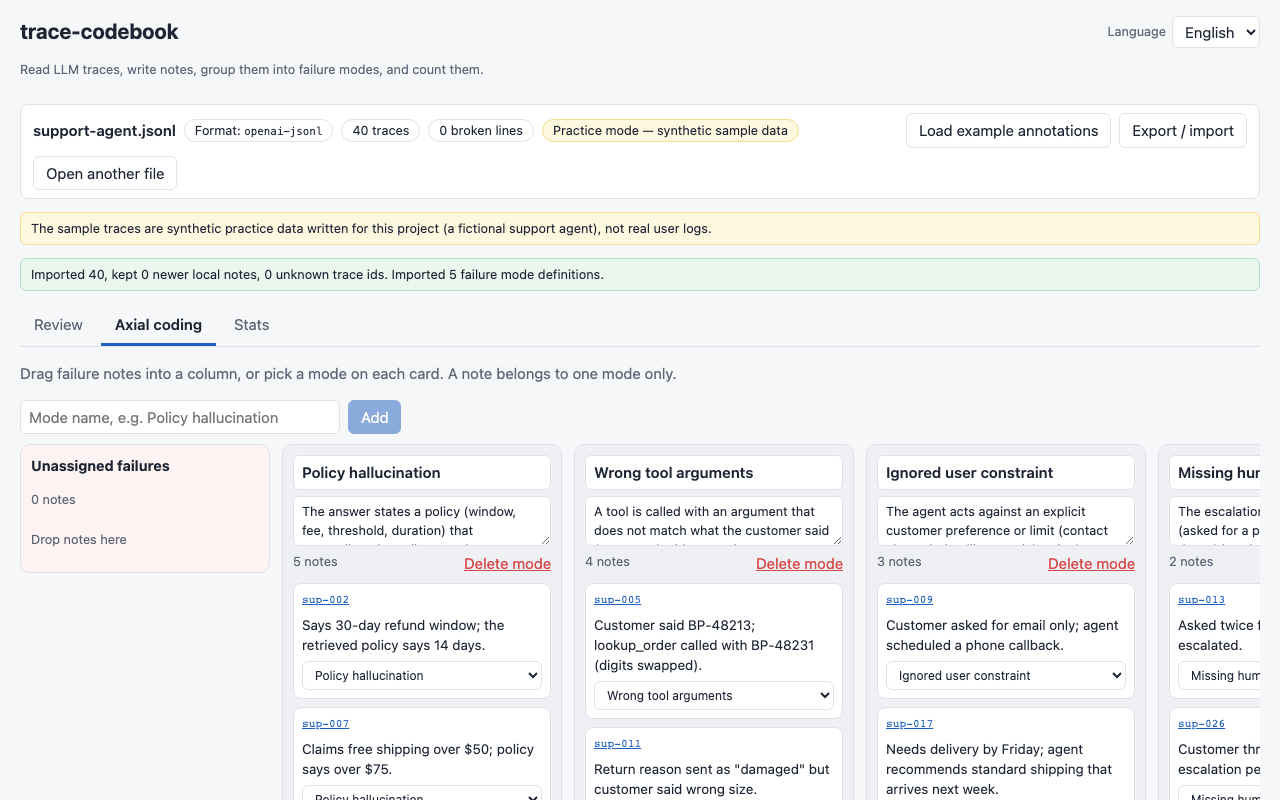 trace-codebook
Language English
Read LLM traces, write notes, group them into failure modes, and count them.
support-agent.jsonl Format: openai-jsonl 40 traces 0 broken lines Practice mode — synthetic sample data Load example annotations Export / import
Open another file
The sample traces are synthetic practice data written for this project (a fictional support agent), not real user logs.
Imported 40, kept 0 newer local notes, 0 unknown trace ids. Imported 5 failure mode definitions.
Review Axial coding Stats
Drag failure notes into a column, or pick a mode on each card. A note belongs to one mode only.
Mode name, e.g. Policy hallucination Add
Unassigned failures
0 notes
Drop notes here
Policy hallucination
The answer states a policy (window,
fee, threshold, duration) that
5 notes Delete mode
sup-002
Says 30-day refund window; the
retrieved policy says 14 days.
Policy hallucination
sup-007
Claims free shipping over $50; policy
says over $75.
Policy hallucination
Wrong tool arguments
A tool is called with an argument that
does not match what the customer said
4 notes Delete mode
sup-005
Customer said BP-48213;
lookup_order called with BP-48231
(digits swapped).
Wrong tool arguments
sup-011
Return reason sent as "damaged" but
customer said wrong size.
Ignored user constraint
The agent acts against an explicit
customer preference or limit (contact
3 notes Delete mode
sup-009
Customer asked for email only; agent
scheduled a phone callback.
Ignored user constraint
sup-017
Needs delivery by Friday; agent
recommends standard shipping that
arrives next week.
Missing hum
The escalation
(asked for a p
2 notes
sup-013
Asked twice f
escalated.
Missing hum
sup-026
Customer thr
escalation pe
Missing hum